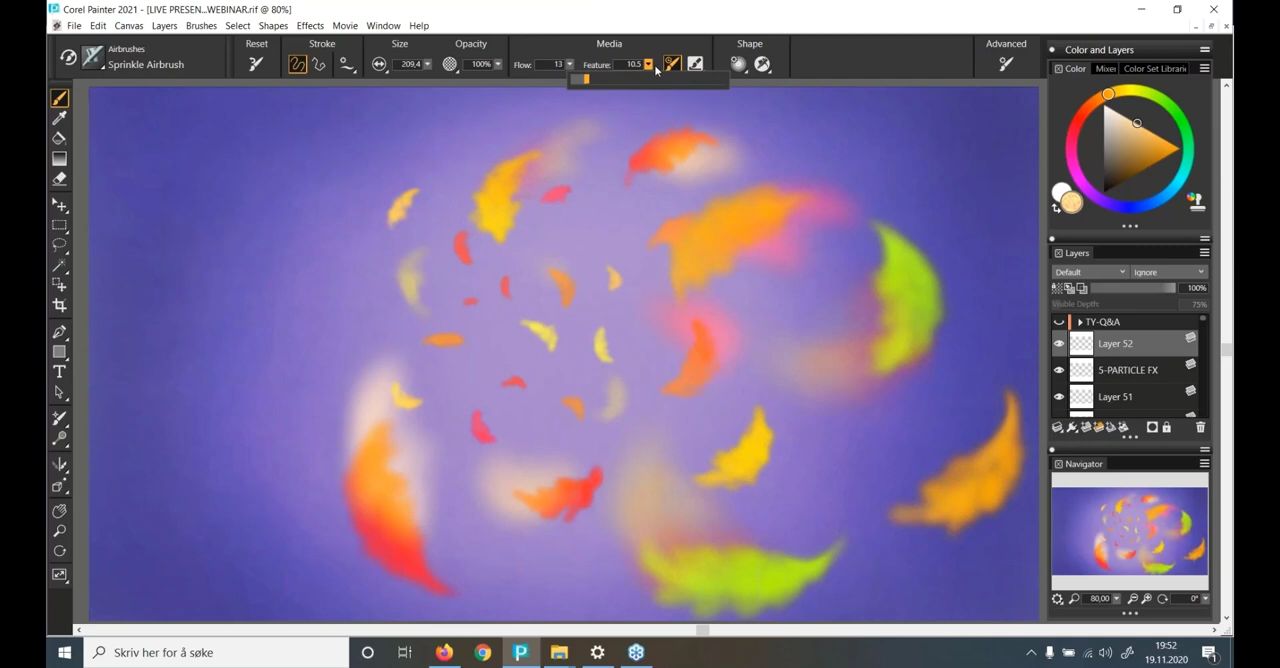 Corel Painter 2021 - [LIVE PRESEN...WEBINAR.rif @ 80%]
File Edit Canvas Layers Brushes Select Shapes Effects Movie Window Help
Airbrushes
Sprinkle Airbrush
Reset
Stroke
Size
209,4
Opacity
100%
Media
Flow: 13
Feature: 10.5
Shape
Advanced
Color and Layers
Color
Mixer
Color Set Librari
Layers
Default
Ignore
100%
Visible Depth: 75%
TY-Q&A
Layer 52
5-PARTICLE FX
Layer 51
Navigator
80,00
0°
Skriv her for å søke
19:52
19.11.2020